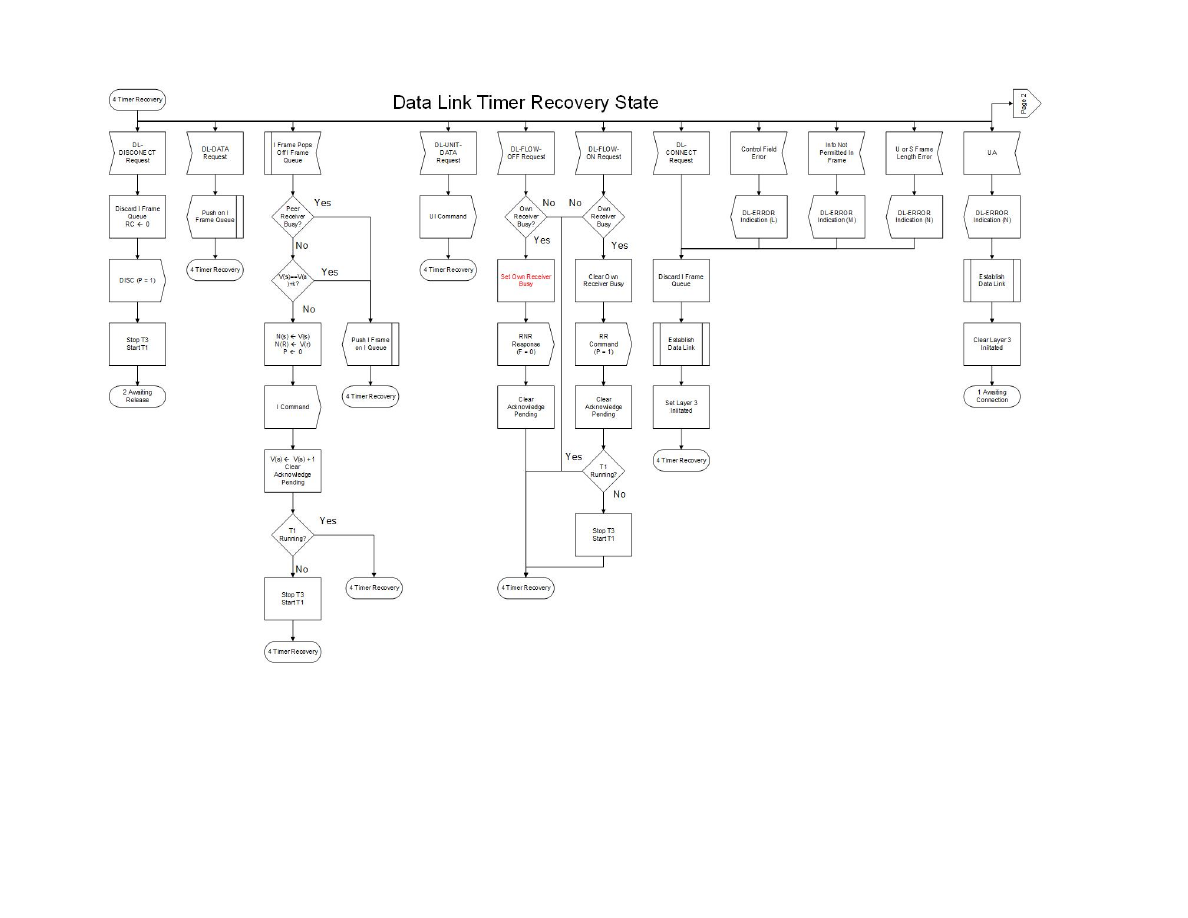 4 Timer Recovery
Data Link Timer Recovery State
Page 2
DL-
DISCONECT
Request
DL-DATA
Request
I Frame Pops
Off I Frame
Queue
DL-UNIT-
DATA
Request
DL-FLOW-
OFF Request
DL-FLOW-
ON Request
DL-
CONNECT
Request
Control Field
Error
Info Not
Permitted In
Frame
U or S Frame
Length Error
UA
Discard I Frame
Queue
RC ← 0
Push on I
Frame Queue
Peer
Receiver
Busy?
Yes
No
UI Command
Own
Receiver
Busy?
No
Yes
No
Own
Receiver
Busy
Yes
DL-ERROR
Indication (L)
DL-ERROR
Indication (M)
DL-ERROR
Indication (N)
DL-ERROR
Indication (N)
DISC (P = 1)
4 Timer Recovery
V(s)==V(a
)+k?
Yes
No
4 Timer Recovery
Set Own Receiver
Busy
Clear Own
Receiver Busy
Discard I Frame
Queue
Establish
Data Link
Stop T3
Start T1
N(s) ← V(s)
N(R) ← V(r)
P ← 0
Push I Frame
on I Queue
RNR
Response
(F = 0)
RR
Command
(P = 1)
Establish
Data Link
Clear Layer 3
Initiated
2 Awaiting
Release
I Command
4 Timer Recovery
Clear
Acknowledge
Pending
Clear
Acknowledge
Pending
Set Layer 3
Initiated
1 Awaiting
Connection
V(s) ← V(s) + 1
Clear
Acknowledge
Pending
Yes
T1
Running?
No
4 Timer Recovery
T1
Running?
Yes
No
Stop T3
Start T1
Stop T3
Start T1
4 Timer Recovery
4 Timer Recovery
4 Timer Recovery